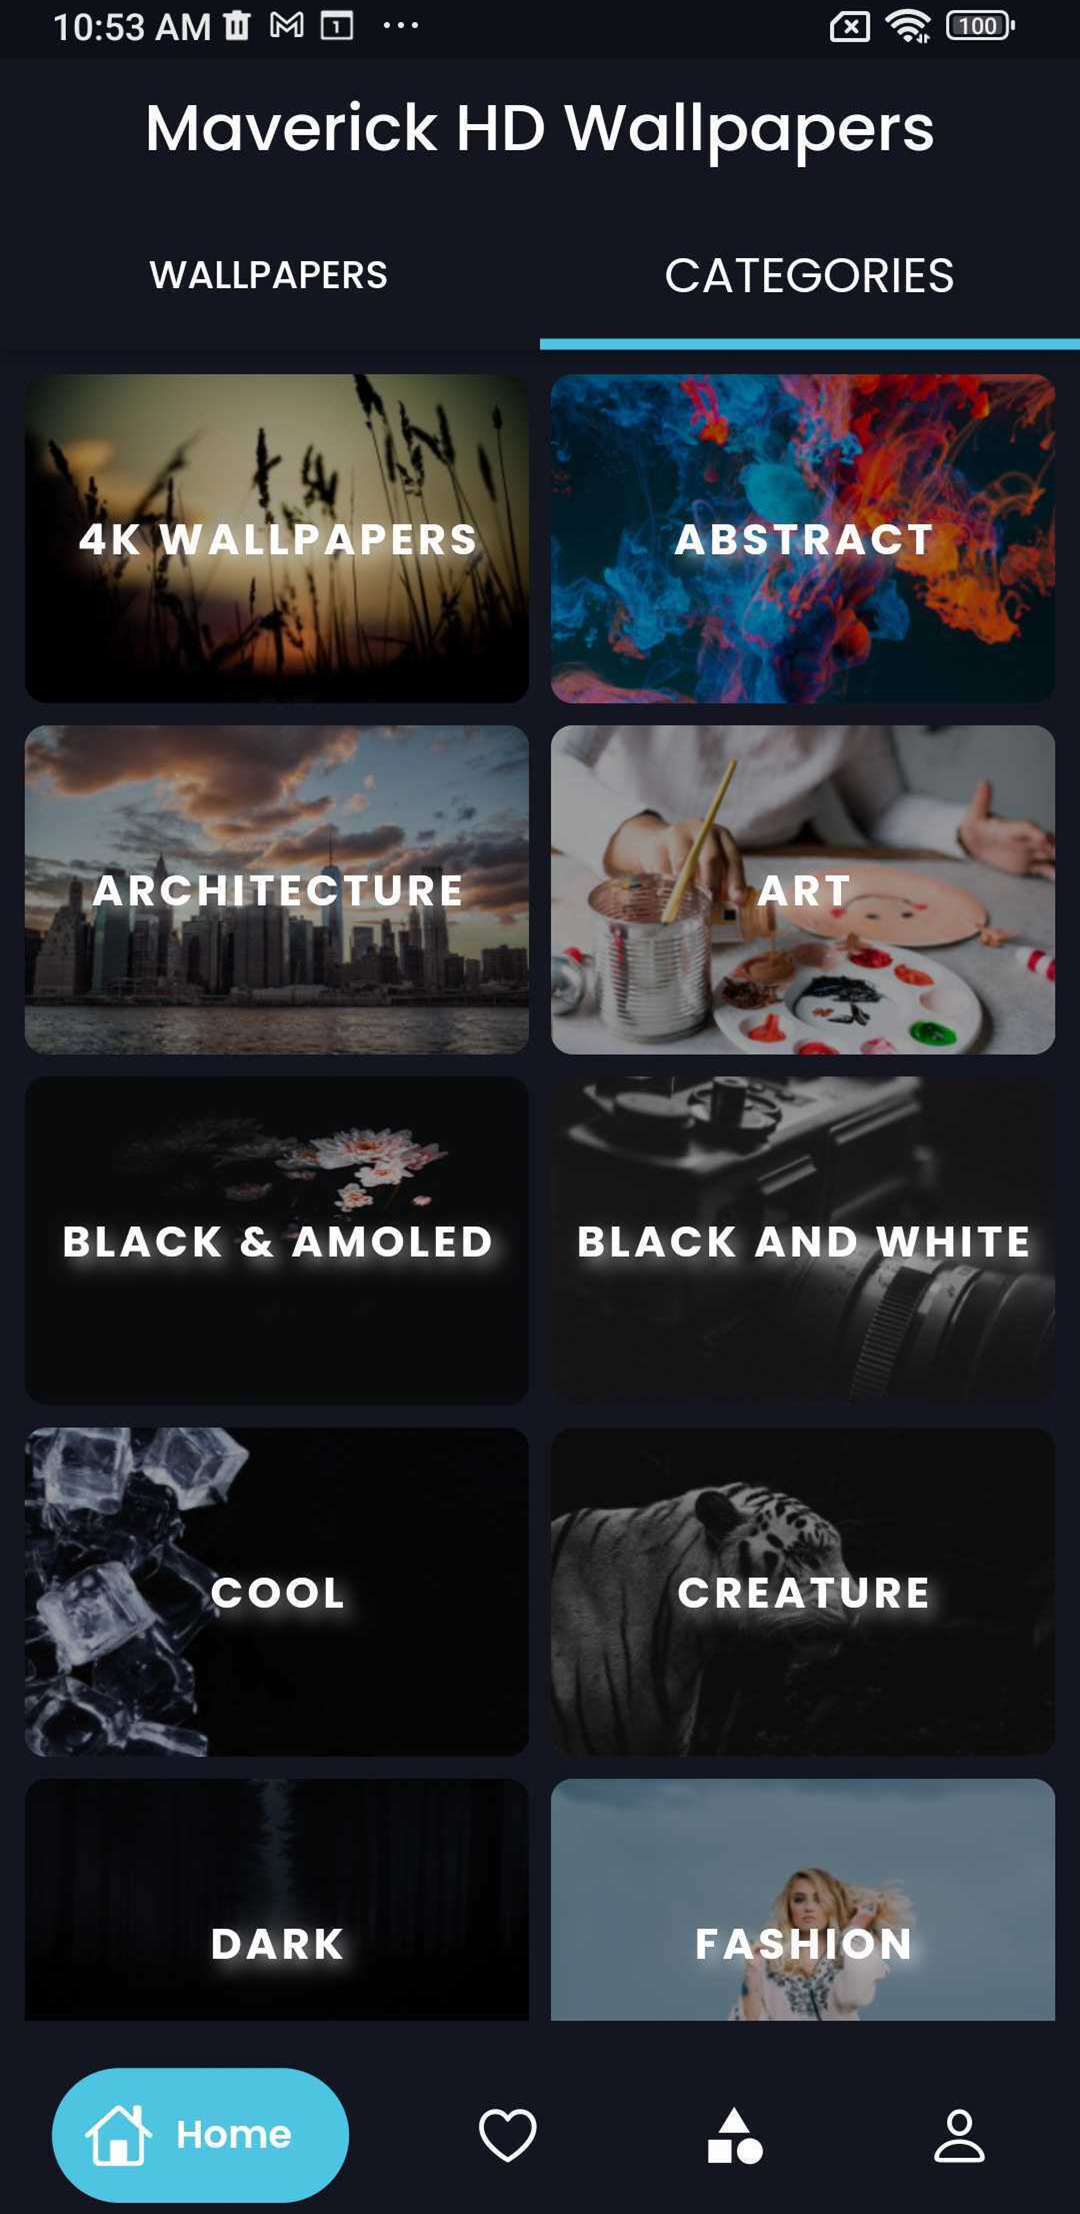 10:53 AM
1
100
Maverick HD Wallpapers
WALLPAPERS
CATEGORIES
4K WALLPAPERS
ABSTRACT
ARCHITECTURE
ART
BLACK & AMOLED
BLACK AND WHITE
COOL
CREATURE
DARK
FASHION
Home